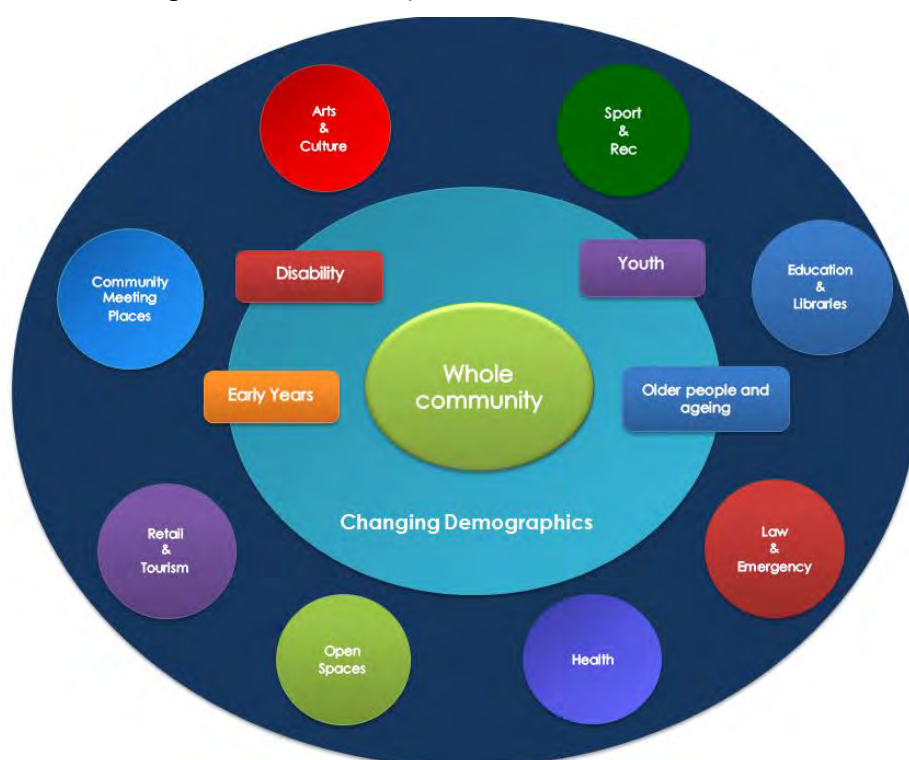 Arts
&
Culture
Sport
&
Rec
Community
Meeting
Places
Disability
Youth
Education
&
Libraries
Early Years
Whole
community
Older people and
ageing
Changing Demographics
Retail
&
Tourism
Law
&
Emergency
Open
Spaces
Health